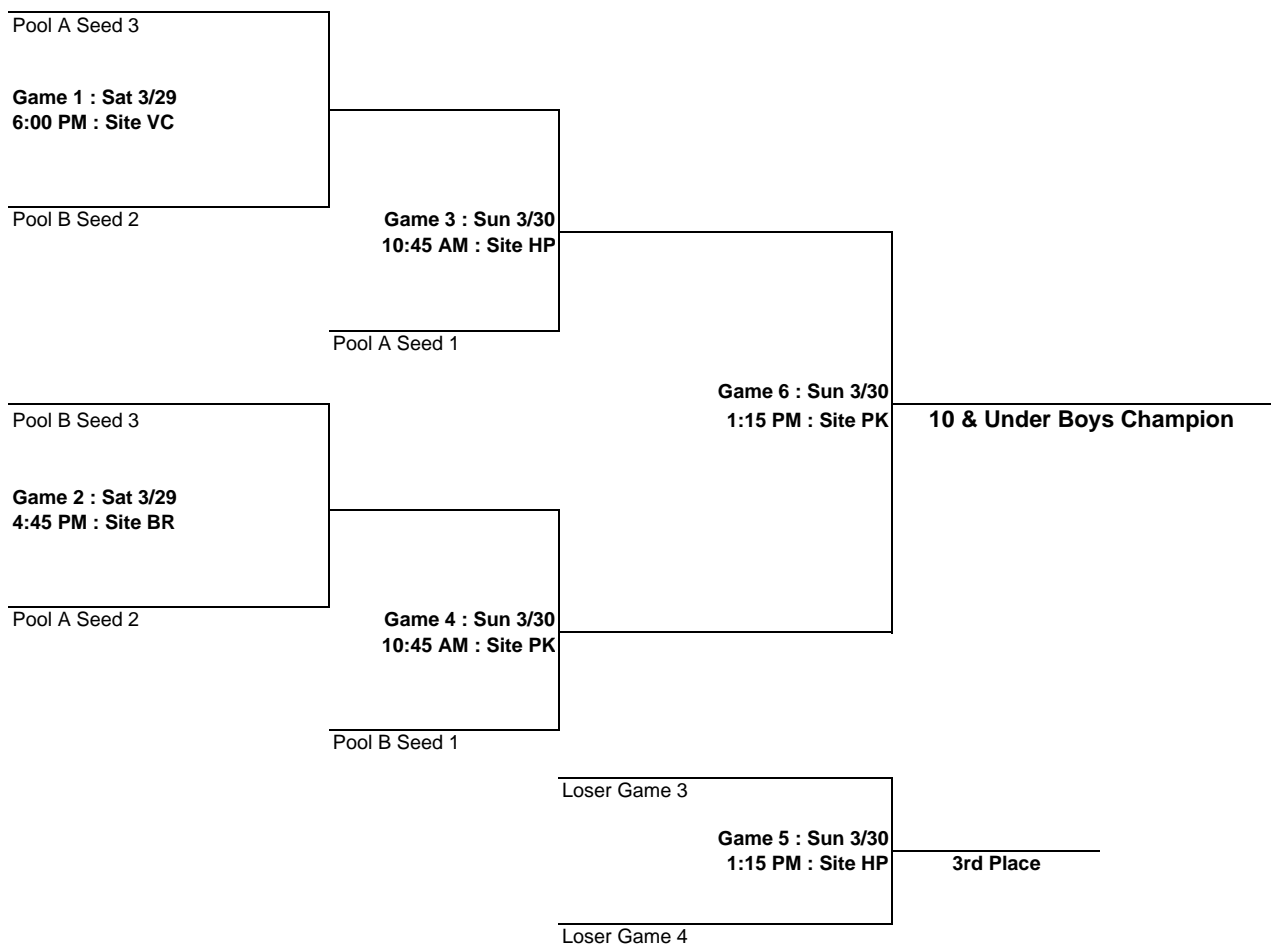 Pool A Seed 3
Game 1 : Sat 3/29
6:00 PM : Site VC
Pool B Seed 2
Game 3 : Sun 3/30
10:45 AM : Site HP
Pool A Seed 1
Game 6 : Sun 3/30
1:15 PM : Site PK
10 & Under Boys Champion
Pool B Seed 3
Game 2 : Sat 3/29
4:45 PM : Site BR
Pool A Seed 2
Game 4 : Sun 3/30
10:45 AM : Site PK
Pool B Seed 1
Loser Game 3
Game 5 : Sun 3/30
1:15 PM : Site HP
3rd Place
Loser Game 4